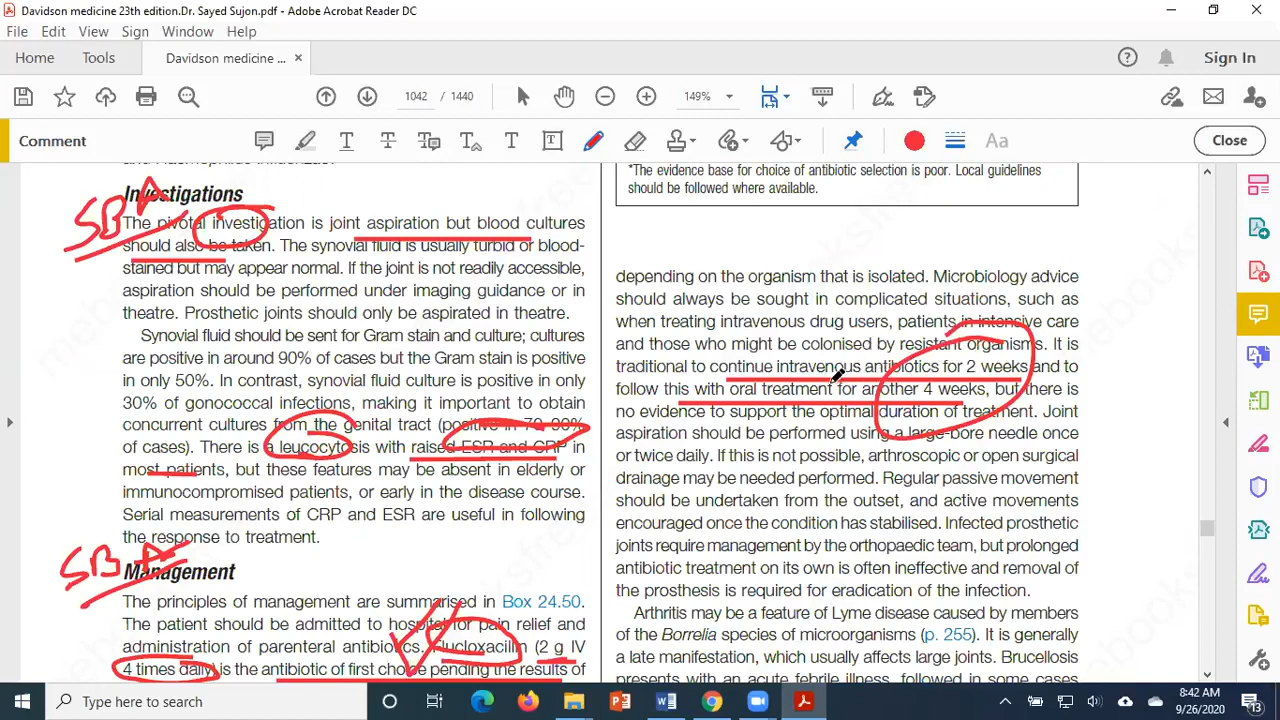 Davidson medicine 23th edition.Dr. Sayed Sujon.pdf - Adobe Acrobat Reader DC
File Edit View Sign Window Help
Home Tools Davidson medicine ... × Sign In
1042 / 1440 149%
Comment Close
Investigations
SBA
The pivotal investigation is joint aspiration but blood cultures
should also be taken. The synovial fluid is usually turbid or blood-
stained but may appear normal. If the joint is not readily accessible,
aspiration should be performed under imaging guidance or in
theatre. Prosthetic joints should only be aspirated in theatre.
Synovial fluid should be sent for Gram stain and culture; cultures
are positive in around 90% of cases but the Gram stain is positive
in only 50%. In contrast, synovial fluid culture is positive in only
30% of gonococcal infections, making it important to obtain
concurrent cultures from the genital tract (positive in 70–90%
of cases). There is a leucocytosis with raised ESR and CRP in
most patients, but these features may be absent in elderly or
immunocompromised patients, or early in the disease course.
Serial measurements of CRP and ESR are useful in following
the response to treatment.
SBA
Management
The principles of management are summarised in Box 24.50.
The patient should be admitted to hospital for pain relief and
administration of parenteral antibiotics. Flucloxacillin (2 g IV
4 times daily) is the antibiotic of first choice pending the results of
*The evidence base for choice of antibiotic selection is poor. Local guidelines
should be followed where available.
depending on the organism that is isolated. Microbiology advice
should always be sought in complicated situations, such as
when treating intravenous drug users, patients in intensive care
and those who might be colonised by resistant organisms. It is
traditional to continue intravenous antibiotics for 2 weeks and to
follow this with oral treatment for another 4 weeks, but there is
no evidence to support the optimal duration of treatment. Joint
aspiration should be performed using a large-bore needle once
or twice daily. If this is not possible, arthroscopic or open surgical
drainage may be needed performed. Regular passive movement
should be undertaken from the outset, and active movements
encouraged once the condition has stabilised. Infected prosthetic
joints require management by the orthopaedic team, but prolonged
antibiotic treatment on its own is often ineffective and removal of
the prosthesis is required for eradication of the infection.
Arthritis may be a feature of Lyme disease caused by members
of the Borrelia species of microorganisms (p. 255). It is generally
a late manifestation, which usually affects large joints. Brucellosis
presents with an acute febrile illness, followed in some cases
Type here to search
8:42 AM
9/26/2020
13